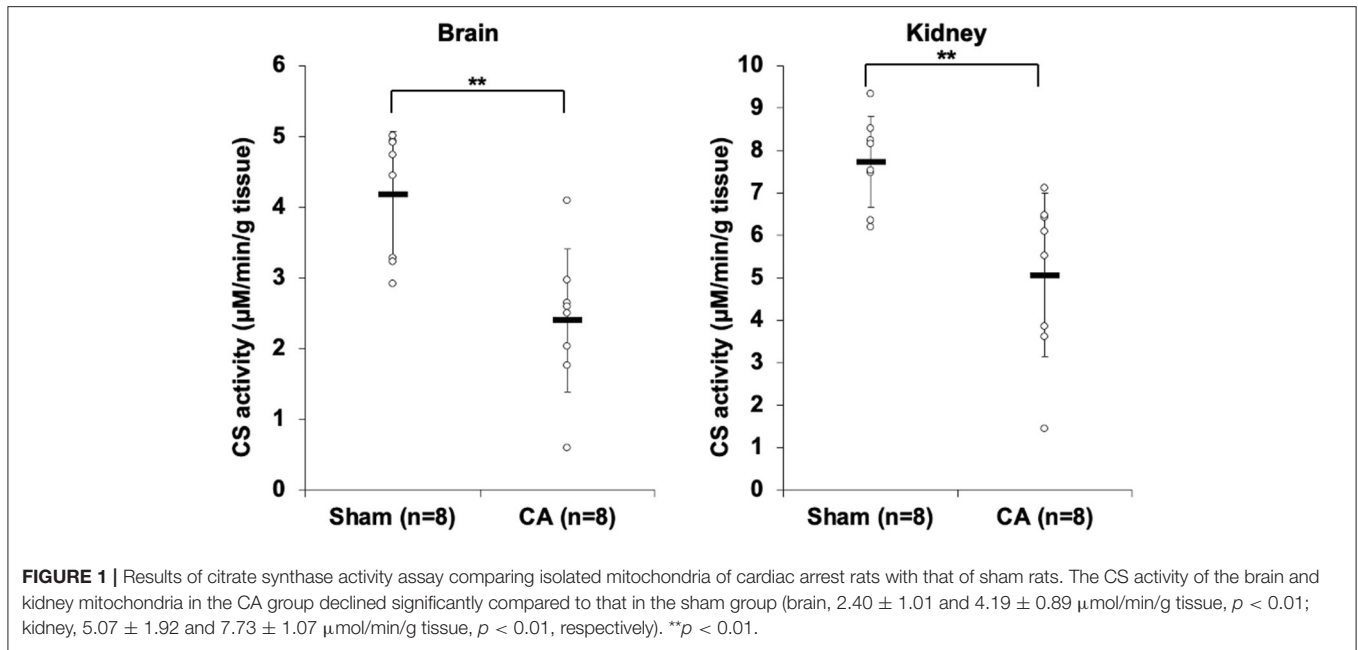 Brain
6
5
4
3
2
1
0
CS activity (µM/min/g tissue)
**
Sham (n=8)
CA (n=8)
Kidney
10
9
8
7
6
5
4
3
2
1
0
CS activity (µM/min/g tissue)
**
Sham (n=8)
CA (n=8)
FIGURE 1 | Results of citrate synthase activity assay comparing isolated mitochondria of cardiac arrest rats with that of sham rats. The CS activity of the brain and
kidney mitochondria in the CA group declined significantly compared to that in the sham group (brain, 2.40 ± 1.01 and 4.19 ± 0.89 µmol/min/g tissue, p < 0.01;
kidney, 5.07 ± 1.92 and 7.73 ± 1.07 µmol/min/g tissue, p < 0.01, respectively). **p < 0.01.